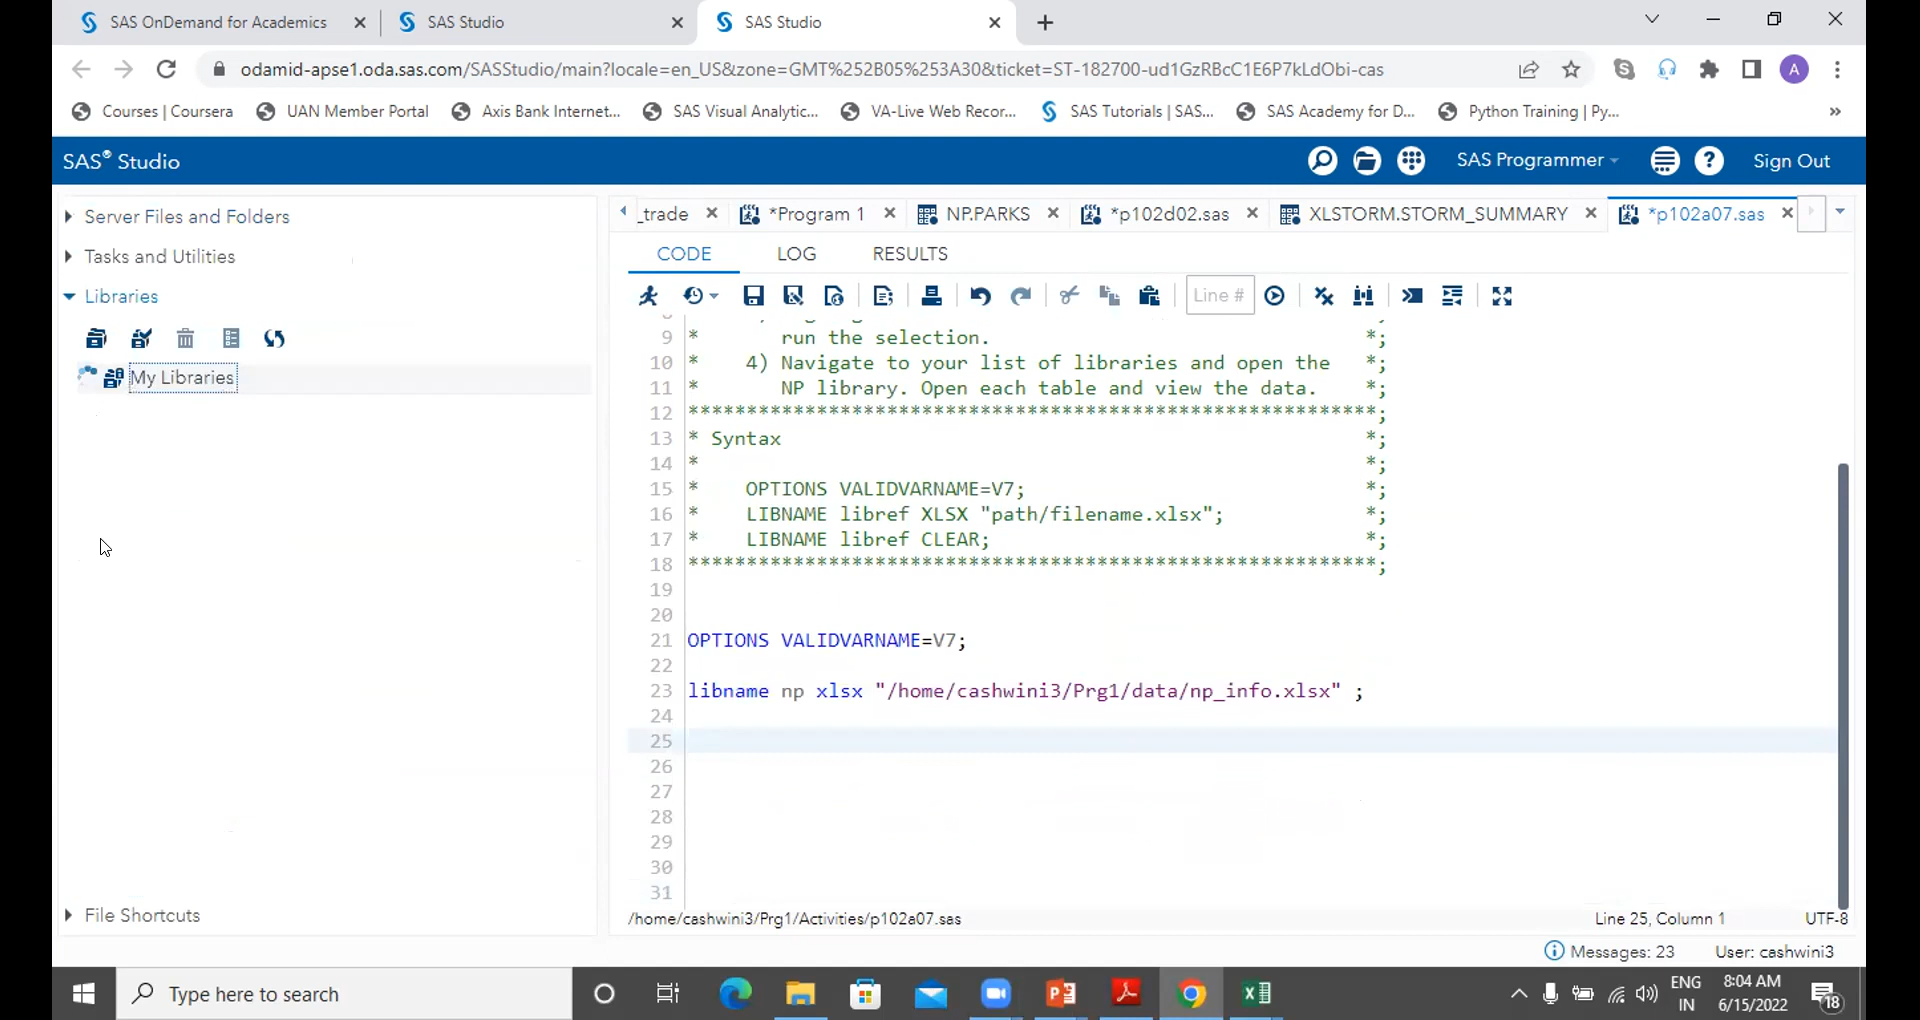 SAS OnDemand for Academics
SAS Studio
SAS Studio
odamid-apse1.oda.sas.com/SASStudio/main?locale=en_US&zone=GMT%252B05%253A30&ticket=ST-182700-ud1GzRBcC1E6P7kLdObi-cas
A
Courses | Coursera
UAN Member Portal
Axis Bank Internet...
SAS Visual Analytic...
VA-Live Web Recor...
SAS Tutorials | SAS...
SAS Academy for D...
Python Training | Py...
»
SAS® Studio
SAS Programmer
Sign Out
Server Files and Folders
Tasks and Utilities
Libraries
My Libraries
File Shortcuts
_trade
*Program 1
NP.PARKS
*p102d02.sas
XLSTORM.STORM_SUMMARY
*p102a07.sas
CODE LOG RESULTS
Line #
9 * run the selection. *;
10 * 4) Navigate to your list of libraries and open the *;
11 * NP library. Open each table and view the data. *;
12 ***********************************************************;
13 * Syntax *;
14 * *;
15 * OPTIONS VALIDVARNAME=V7; *;
16 * LIBNAME libref XLSX "path/filename.xlsx"; *;
17 * LIBNAME libref CLEAR; *;
18 ***********************************************************;
19
20
21 OPTIONS VALIDVARNAME=V7;
22
23 libname np xlsx "/home/cashwini3/Prg1/data/np_info.xlsx" ;
24
25
26
27
28
29
30
31
/home/cashwini3/Prg1/Activities/p102a07.sas
Line 25, Column 1
UTF-8
Messages: 23
User: cashwini3
Type here to search
ENG
IN
8:04 AM
6/15/2022
18